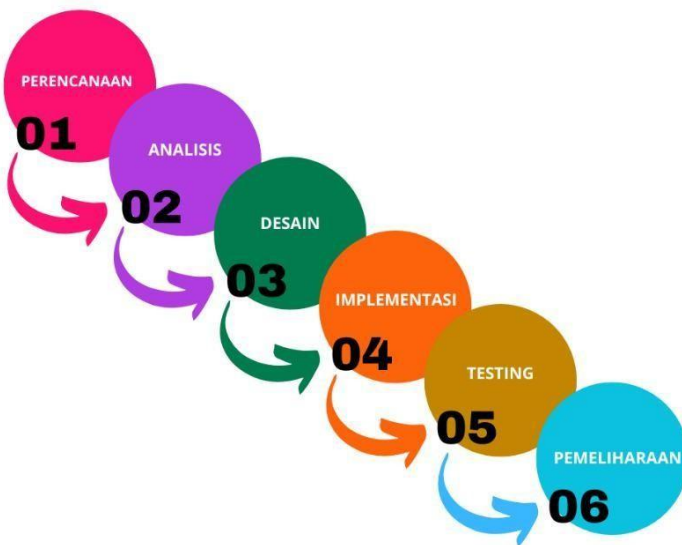 PERENCANAAN
01
ANALISIS
02
DESAIN
03
IMPLEMENTASI
04
TESTING
05
PEMELIHARAAN
06